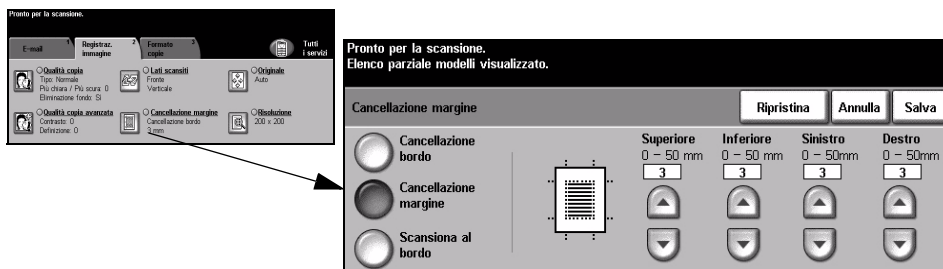 Pronto per la scansione.
E-mail 1
Registraz. immagine 2
Formato copie 3
Tutti i servizi
Qualità copia
Tipo: Normale
Più chiara / Più scura: 0
Eliminazione fondo: Sì
Lati scansiti
Fronte
Verticale
Originale
Auto
Qualità copia avanzata
Contrasto: 0
Definizione: 0
Cancellazione margine
Cancellazione bordo
3 mm
Risoluzione
200 x 200
Pronto per la scansione.
Elenco parziale modelli visualizzato.
Cancellazione margine
Ripristina
Annulla
Salva
Cancellazione
bordo
Cancellazione
margine
Scansiona al
bordo
Superiore
0 – 50 mm
3
Inferiore
0 – 50 mm
3
Sinistro
0 – 50mm
3
Destro
0 – 50mm
3